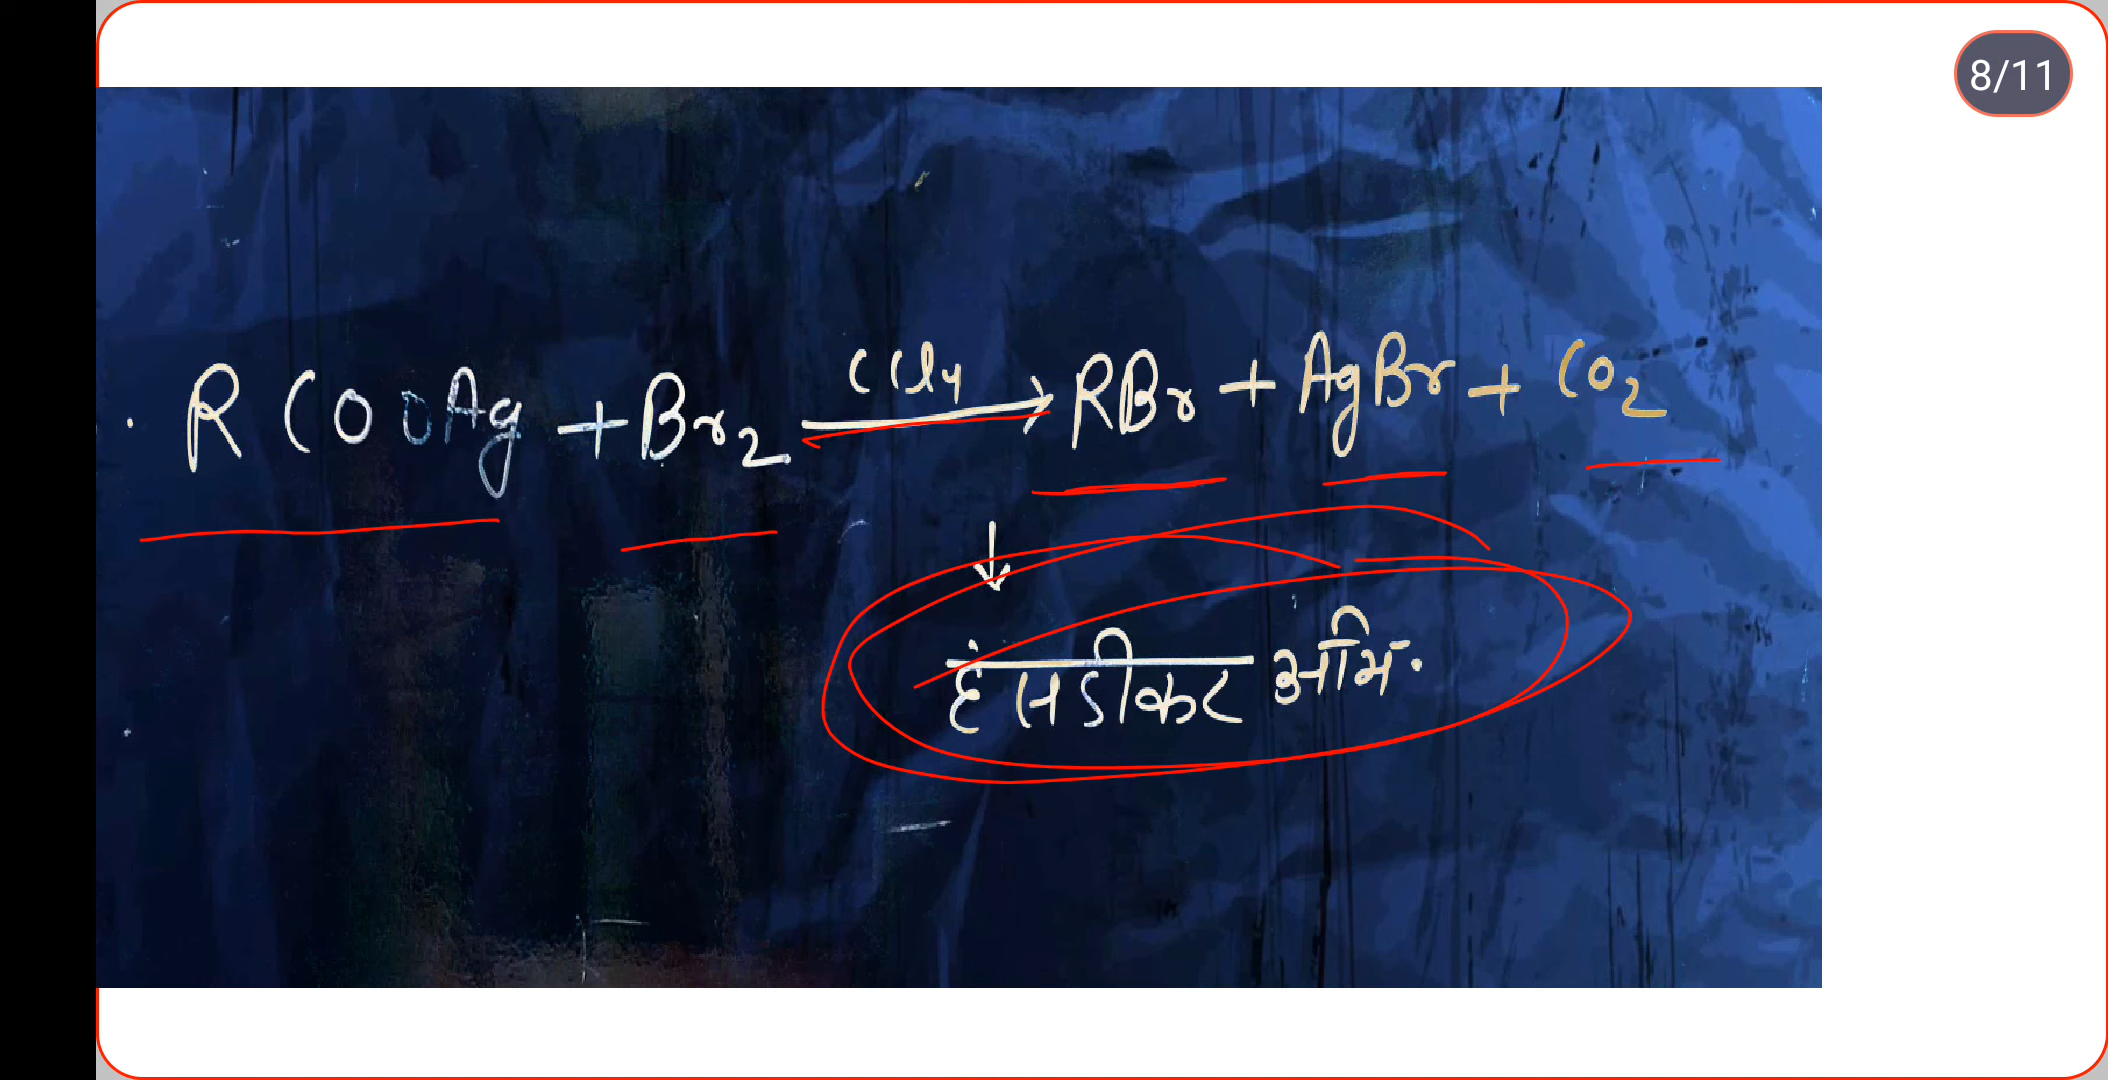 8/11
RCOOAg + Br2 CCl4 → RBr + AgBr + CO2
↓
हंसडीकर अभि.